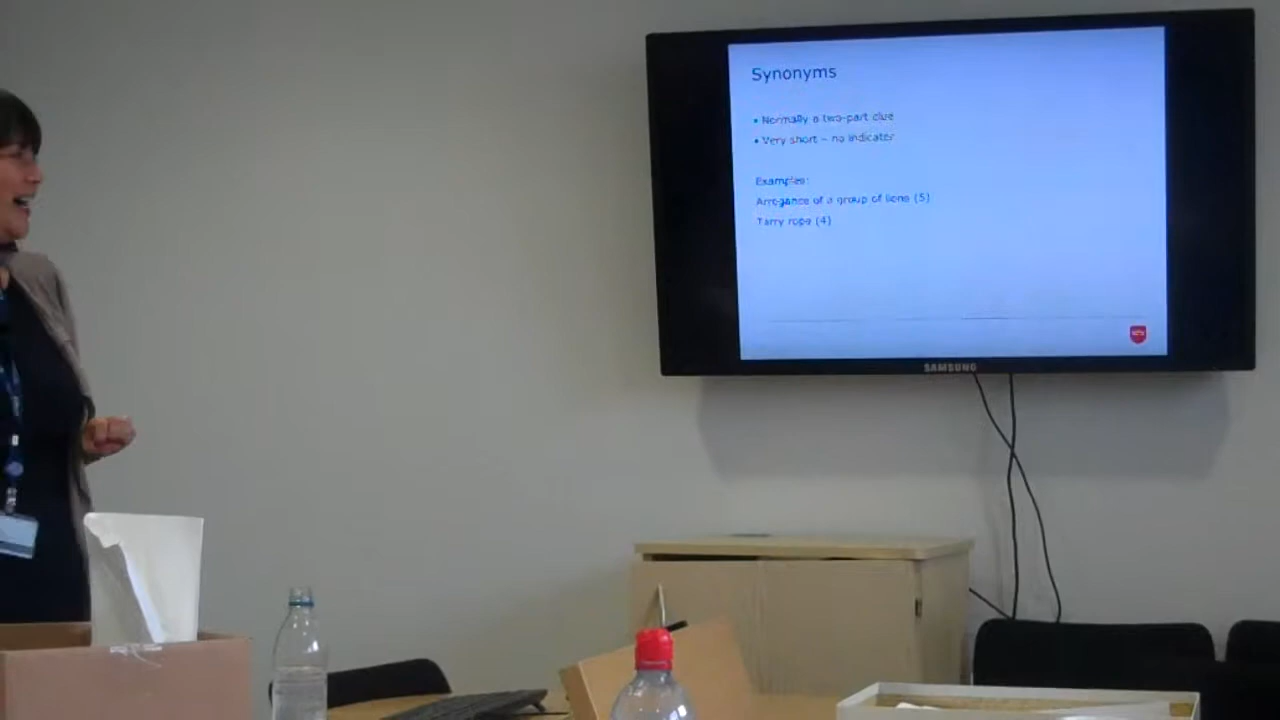 Synonyms
• Normally a two-part clue
• Very short – no indicator
Examples:
Arrogance of a group of lions (5)
Tarry rope (4)
SAMSUNG